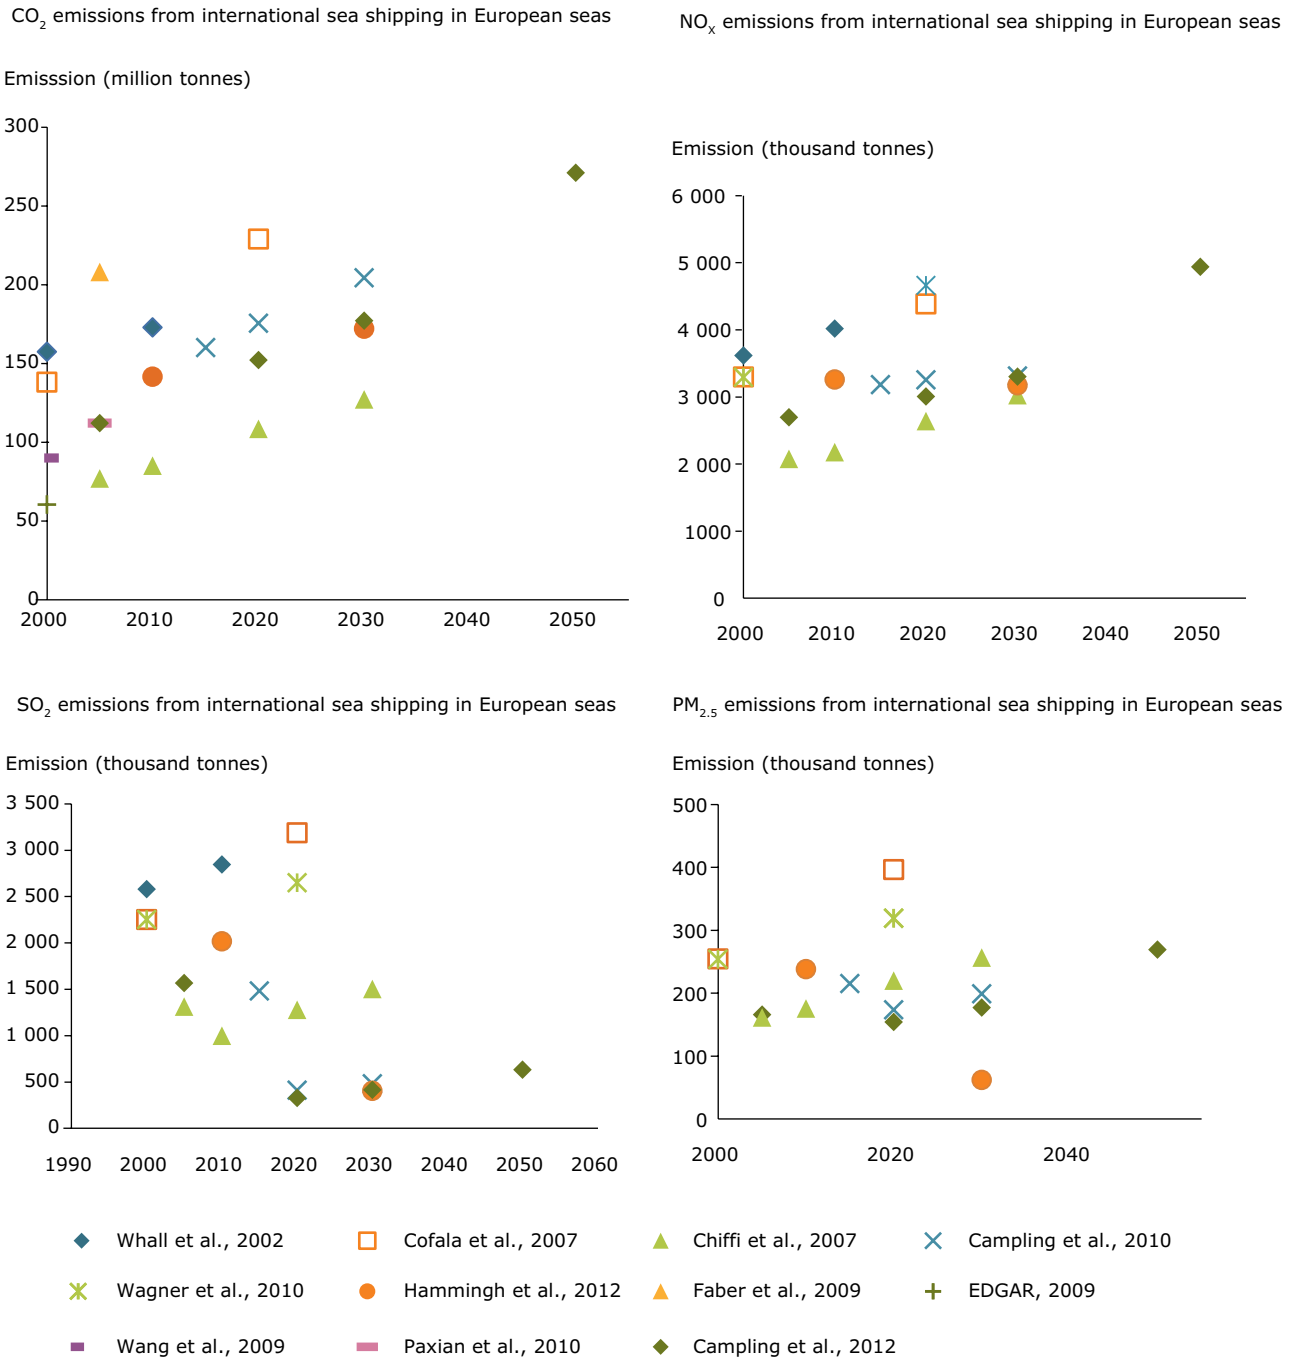 CO2 emissions from international sea shipping in European seas
Emisssion (million tonnes)
300
250
200
150
100
50
0
2000 2010 2020 2030 2040 2050
NOX emissions from international sea shipping in European seas
Emission (thousand tonnes)
6 000
5 000
4 000
3 000
2 000
1000
0
2000 2010 2020 2030 2040 2050
SO2 emissions from international sea shipping in European seas
Emission (thousand tonnes)
3 500
3 000
2 500
2 000
1 500
1 000
500
0
1990 2000 2010 2020 2030 2040 2050 2060
PM2.5 emissions from international sea shipping in European seas
Emission (thousand tonnes)
500
400
300
200
100
0
2000 2020 2040
Whall et al., 2002 Cofala et al., 2007 Chiffi et al., 2007 Campling et al., 2010
Wagner et al., 2010 Hammingh et al., 2012 Faber et al., 2009 EDGAR, 2009
Wang et al., 2009 Paxian et al., 2010 Campling et al., 2012